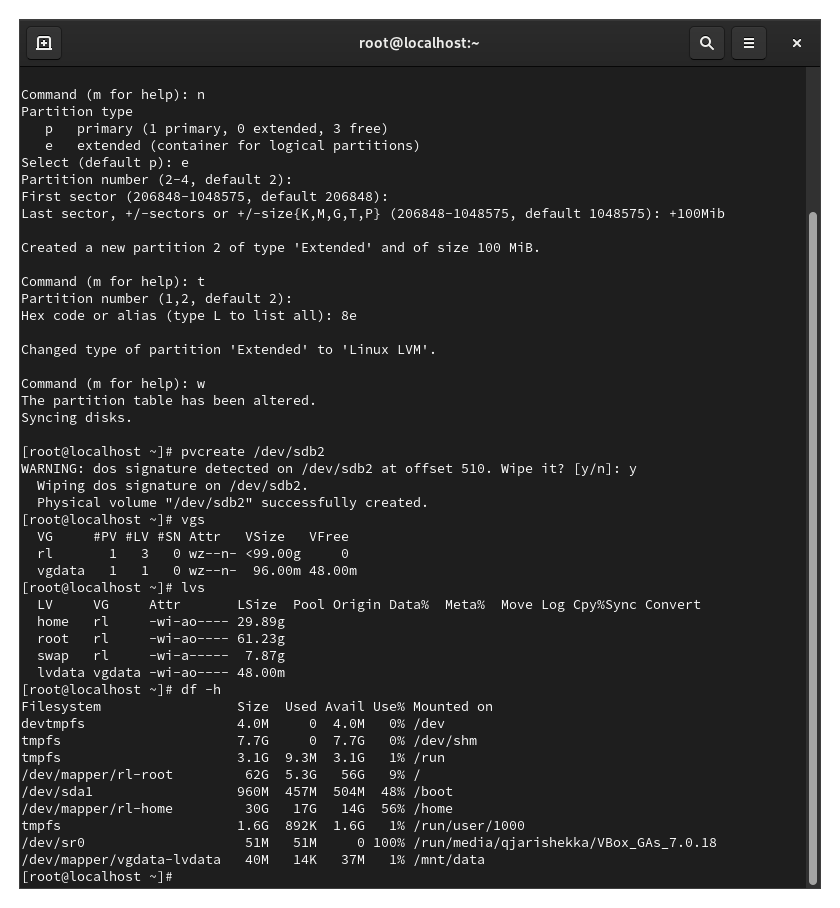 root@localhost:~
Command (m for help): n
Partition type
   p   primary (1 primary, 0 extended, 3 free)
   e   extended (container for logical partitions)
Select (default p): e
Partition number (2-4, default 2):
First sector (206848-1048575, default 206848):
Last sector, +/-sectors or +/-size{K,M,G,T,P} (206848-1048575, default 1048575): +100Mib
Created a new partition 2 of type 'Extended' and of size 100 MiB.
Command (m for help): t
Partition number (1,2, default 2):
Hex code or alias (type L to list all): 8e
Changed type of partition 'Extended' to 'Linux LVM'.
Command (m for help): w
The partition table has been altered.
Syncing disks.
[root@localhost ~]# pvcreate /dev/sdb2
WARNING: dos signature detected on /dev/sdb2 at offset 510. Wipe it? [y/n]: y
  Wiping dos signature on /dev/sdb2.
  Physical volume "/dev/sdb2" successfully created.
[root@localhost ~]# vgs
  VG     #PV #LV #SN Attr   VSize   VFree
  rl       1   3   0 wz--n- <99.00g     0
  vgdata   1   1   0 wz--n-  96.00m 48.00m
[root@localhost ~]# lvs
  LV     VG     Attr       LSize  Pool Origin Data%  Meta%  Move Log Cpy%Sync Convert
  home   rl     -wi-ao---- 29.89g
  root   rl     -wi-ao---- 61.23g
  swap   rl     -wi-a-----  7.87g
  lvdata vgdata -wi-ao---- 48.00m
[root@localhost ~]# df -h
Filesystem                 Size  Used Avail Use% Mounted on
devtmpfs                   4.0M     0  4.0M   0% /dev
tmpfs                      7.7G     0  7.7G   0% /dev/shm
tmpfs                      3.1G  9.3M  3.1G   1% /run
/dev/mapper/rl-root         62G  5.3G   56G   9% /
/dev/sda1                  960M  457M  504M  48% /boot
/dev/mapper/rl-home         30G   17G   14G  56% /home
tmpfs                      1.6G  892K  1.6G   1% /run/user/1000
/dev/sr0                    51M   51M     0 100% /run/media/qjarishekka/VBox_GAs_7.0.18
/dev/mapper/vgdata-lvdata   40M   14K   37M   1% /mnt/data
[root@localhost ~]#